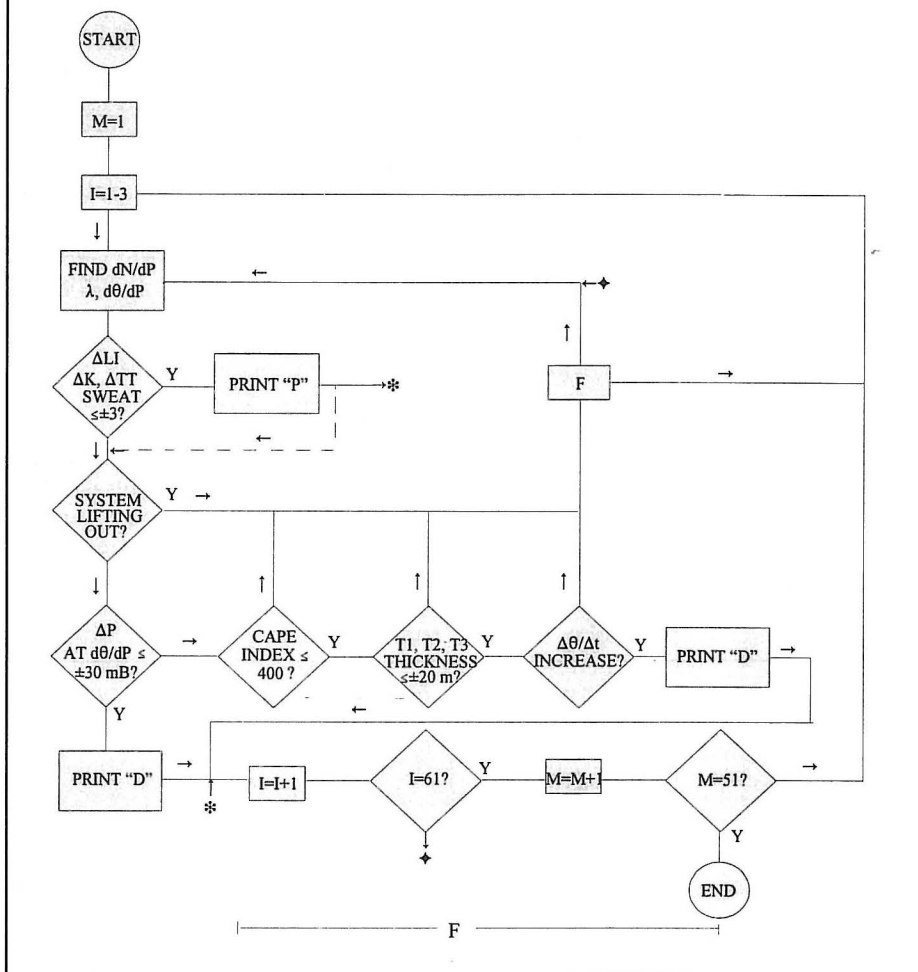 START
M=1
I=1-3
FIND dN/dP
λ, dθ/dP
←
←✦
ΔLI
ΔK, ΔTT
SWEAT
≤±3?
Y
PRINT “P”
→✻
F
→
←
SYSTEM
LIFTING
OUT?
Y →
ΔP
AT dθ/dP ≤
±30 mB?
→
Y
CAPE
INDEX ≤
400 ?
Y
T1, T2; T3
THICKNESS
≤±20 m?
Y
Δθ/Δt
INCREASE?
Y
PRINT “D”
→
←
PRINT “D”
→
✻
I=I+1
I=61?
Y
✦
M=M+1
M=51?
→
Y
END
F